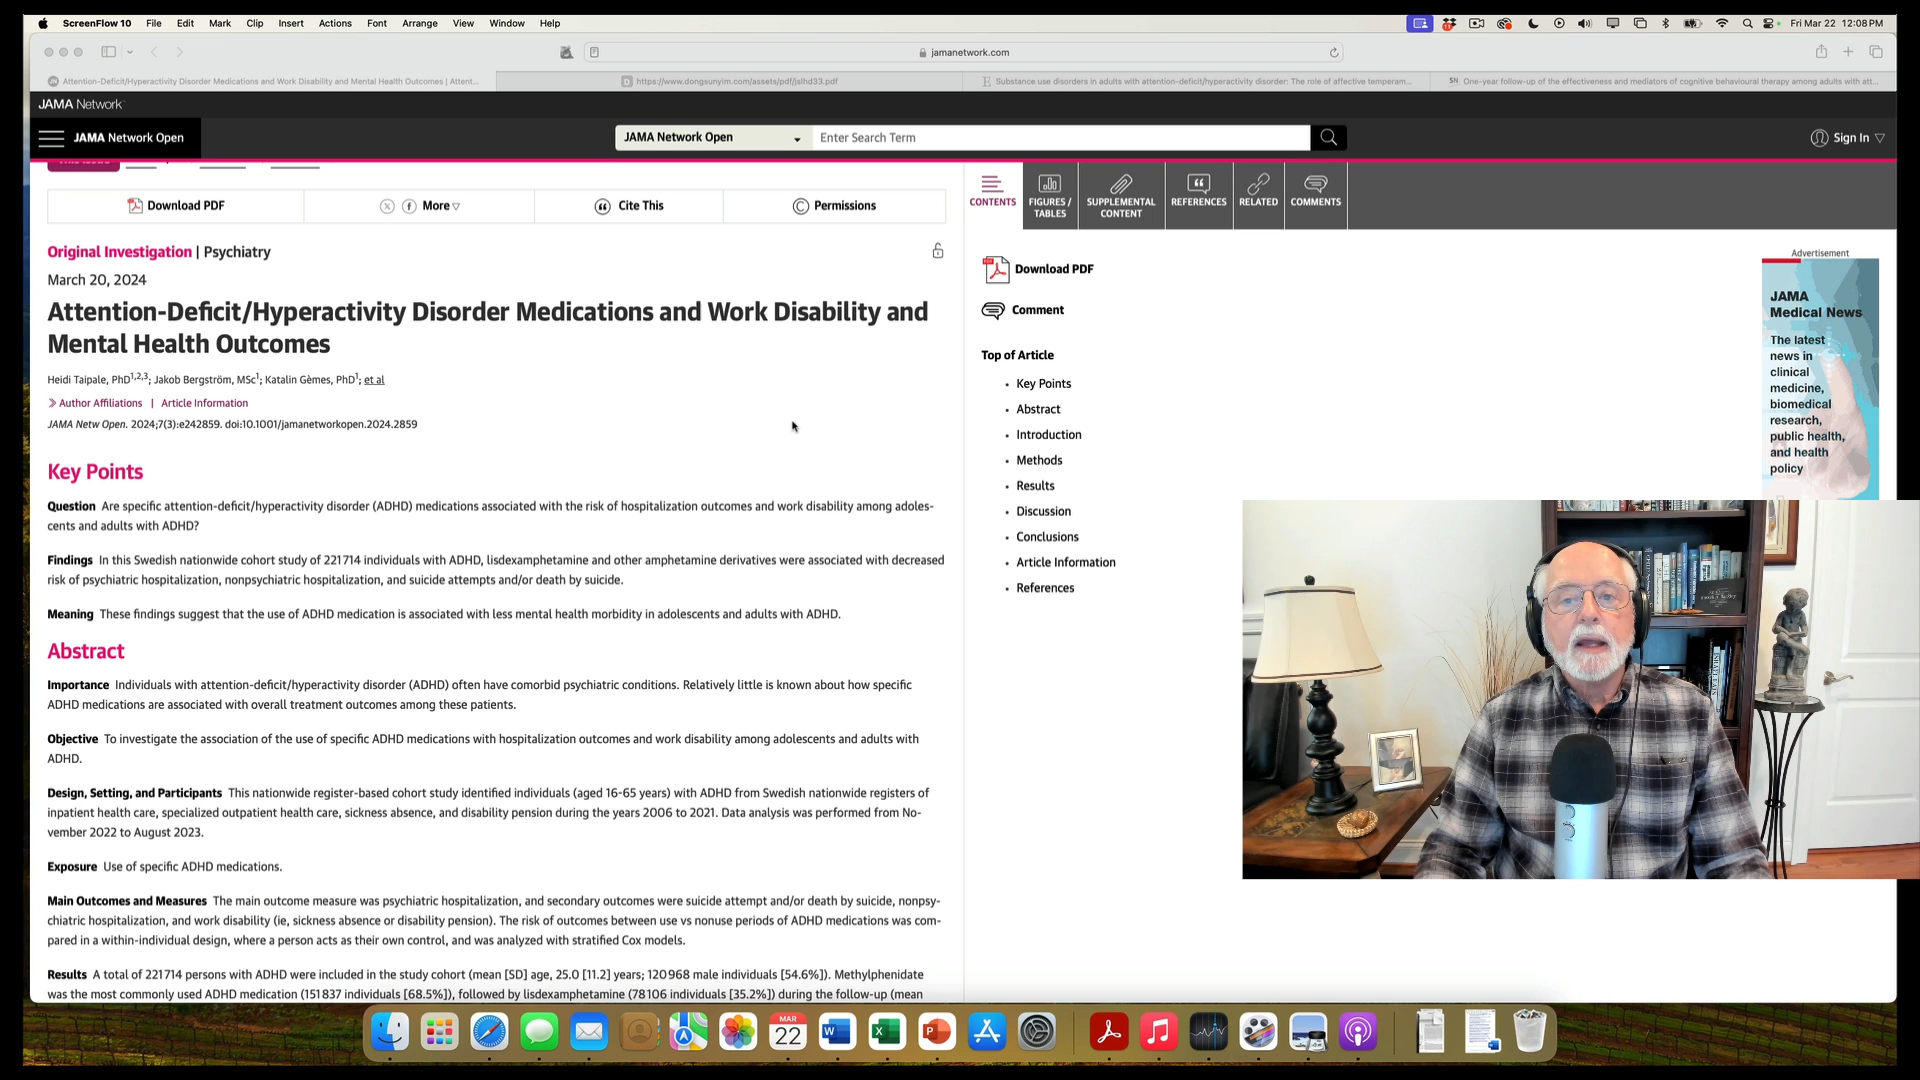 ScreenFlow 10 File Edit Mark Clip Insert Actions Font Arrange View Window Help Fri Mar 22 12:08 PM
jamanetwork.com
Attention-Deficit/Hyperactivity Disorder Medications and Work Disability and Mental Health Outcomes | Attent...
https://www.dongsunyim.com/assets/pdf/jslhd33.pdf
Substance use disorders in adults with attention-deficit/hyperactivity disorder: The role of affective temperam...
SN One-year follow-up of the effectiveness and mediators of cognitive behavioural therapy among adults with att...
JAMA Network
JAMA Network Open
JAMA Network Open
Enter Search Term
Sign In
Download PDF
More
Cite This
Permissions
CONTENTS
FIGURES /
TABLES
SUPPLEMENTAL
CONTENT
REFERENCES
RELATED
COMMENTS
Original Investigation | Psychiatry
March 20, 2024
Attention-Deficit/Hyperactivity Disorder Medications and Work Disability and
Mental Health Outcomes
Heidi Taipale, PhD1,2,3; Jakob Bergström, MSc1; Katalin Gèmes, PhD1; et al
Author Affiliations | Article Information
JAMA Netw Open. 2024;7(3):e242859. doi:10.1001/jamanetworkopen.2024.2859
Key Points
Question Are specific attention-deficit/hyperactivity disorder (ADHD) medications associated with the risk of hospitalization outcomes and work disability among adoles-
cents and adults with ADHD?
Findings In this Swedish nationwide cohort study of 221 714 individuals with ADHD, lisdexamphetamine and other amphetamine derivatives were associated with decreased
risk of psychiatric hospitalization, nonpsychiatric hospitalization, and suicide attempts and/or death by suicide.
Meaning These findings suggest that the use of ADHD medication is associated with less mental health morbidity in adolescents and adults with ADHD.
Abstract
Importance Individuals with attention-deficit/hyperactivity disorder (ADHD) often have comorbid psychiatric conditions. Relatively little is known about how specific
ADHD medications are associated with overall treatment outcomes among these patients.
Objective To investigate the association of the use of specific ADHD medications with hospitalization outcomes and work disability among adolescents and adults with
ADHD.
Design, Setting, and Participants This nationwide register-based cohort study identified individuals (aged 16-65 years) with ADHD from Swedish nationwide registers of
inpatient health care, specialized outpatient health care, sickness absence, and disability pension during the years 2006 to 2021. Data analysis was performed from No-
vember 2022 to August 2023.
Exposure Use of specific ADHD medications.
Main Outcomes and Measures The main outcome measure was psychiatric hospitalization, and secondary outcomes were suicide attempt and/or death by suicide, nonpsy-
chiatric hospitalization, and work disability (ie, sickness absence or disability pension). The risk of outcomes between use vs nonuse periods of ADHD medications was com-
pared in a within-individual design, where a person acts as their own control, and was analyzed with stratified Cox models.
Results A total of 221 714 persons with ADHD were included in the study cohort (mean [SD] age, 25.0 [11.2] years; 120 968 male individuals [54.6%]). Methylphenidate
was the most commonly used ADHD medication (151 837 individuals [68.5%]), followed by lisdexamphetamine (78 106 individuals [35.2%]) during the follow-up (mean
Download PDF
Comment
Top of Article
• Key Points
• Abstract
• Introduction
• Methods
• Results
• Discussion
• Conclusions
• Article Information
• References
Advertisement
JAMA
Medical News
The latest
news in
clinical
medicine,
biomedical
research,
public health,
and health
policy
MAR
22